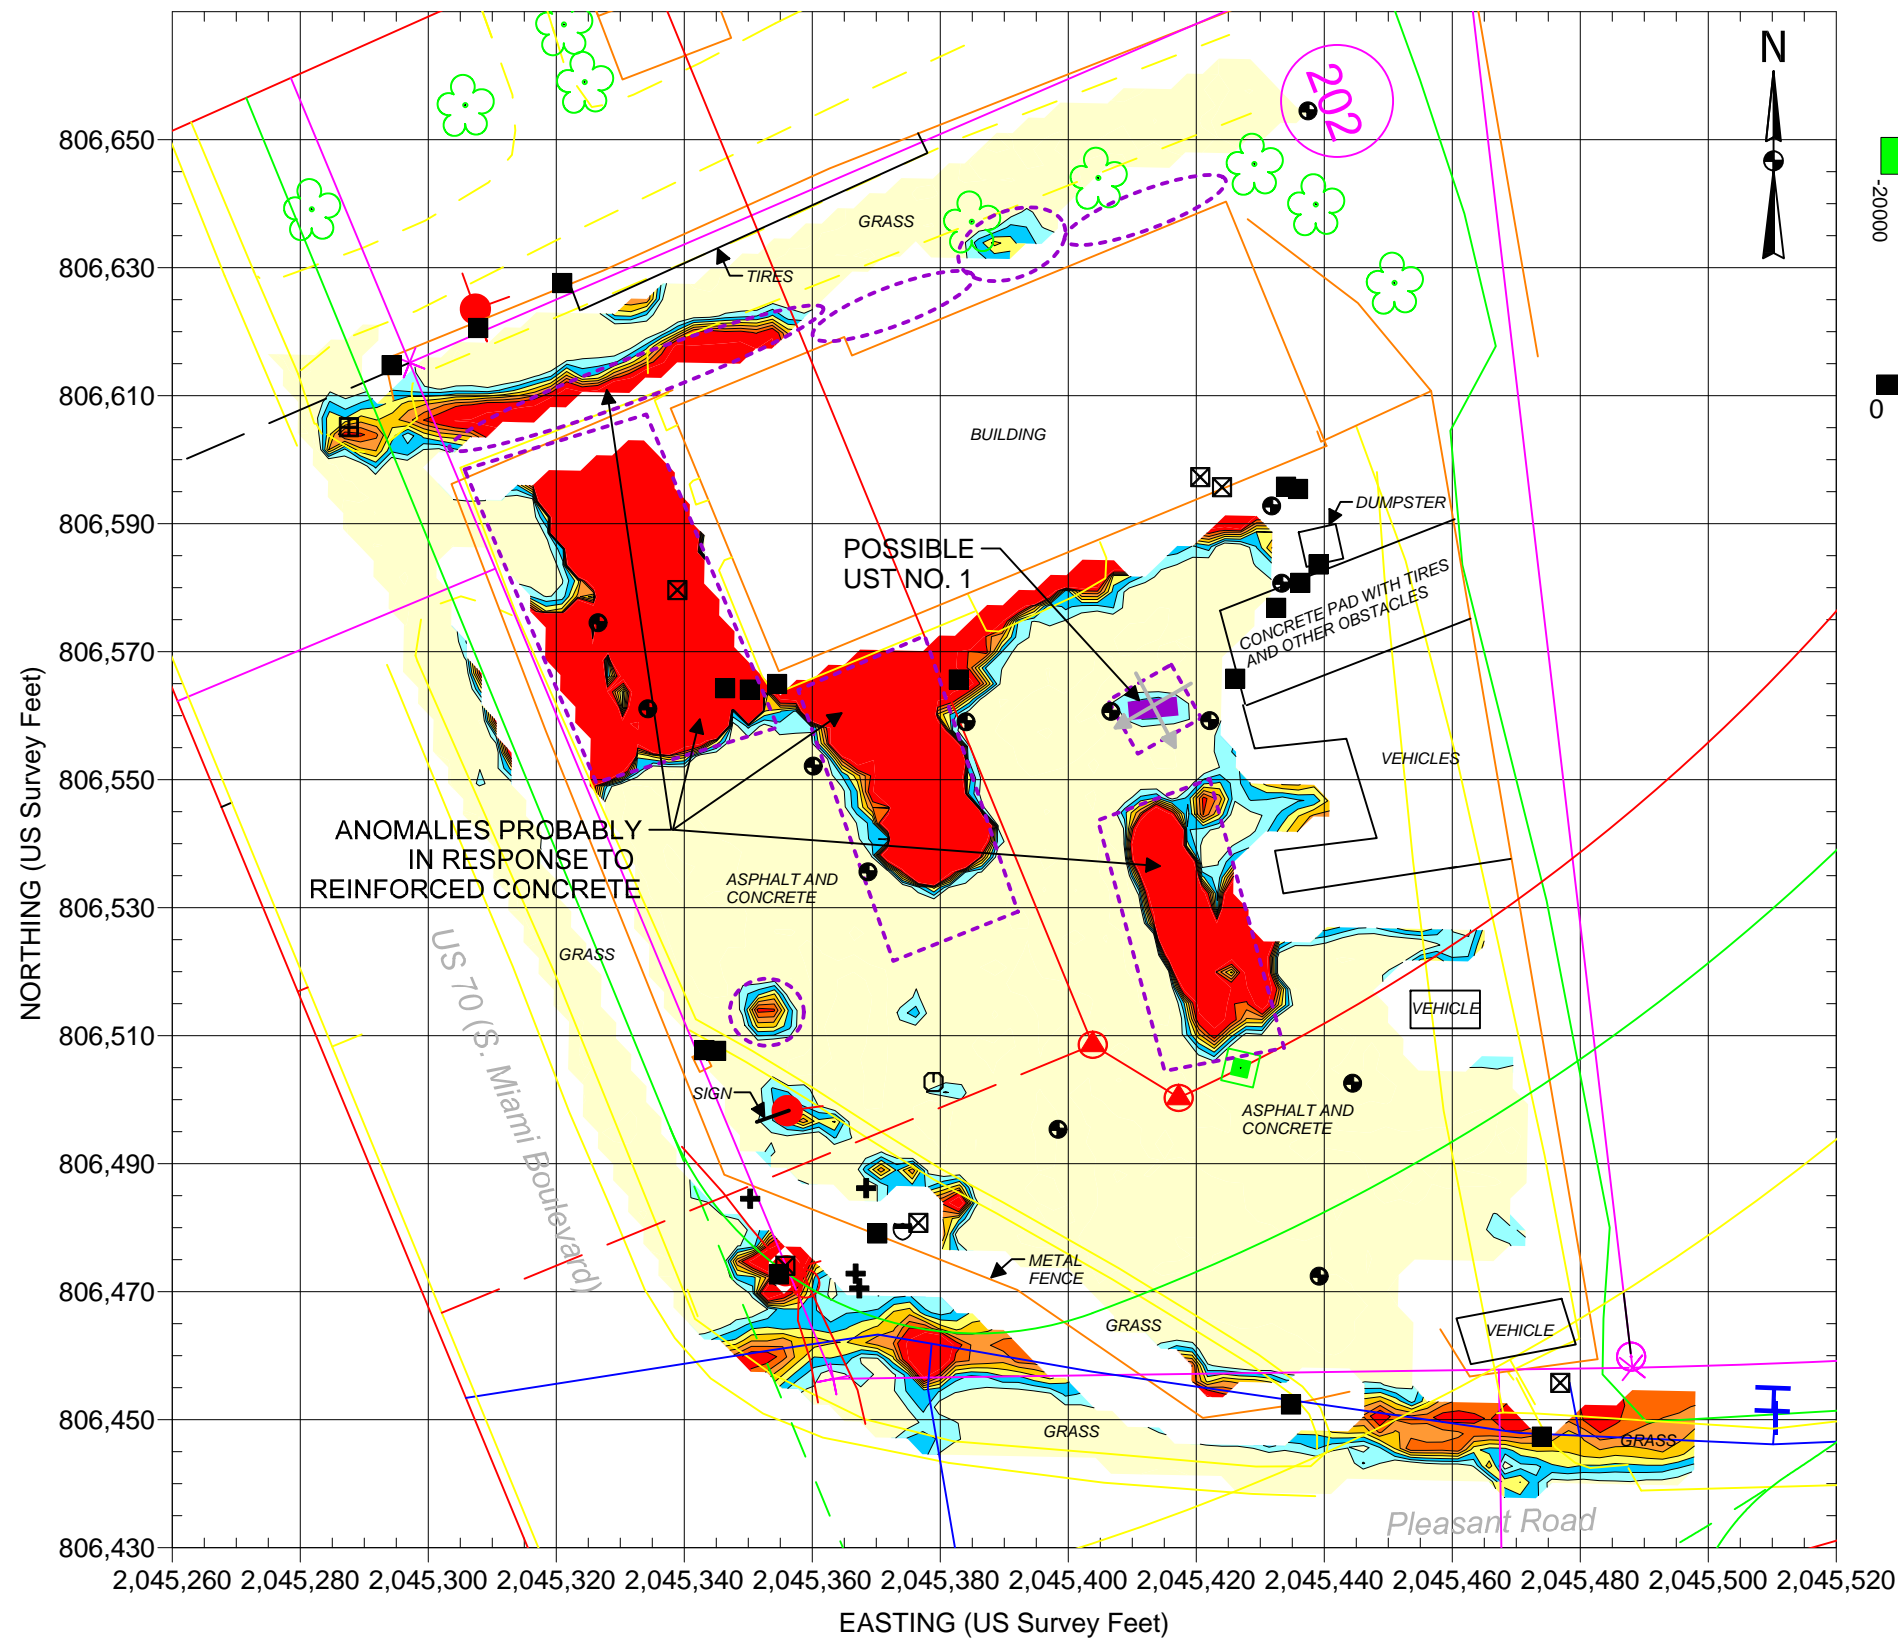 N
202
-20000
0
806,650
806,630
806,610
806,590
806,570
806,550
806,530
806,510
806,490
806,470
806,450
806,430
NORTHING (US Survey Feet)
GRASS
TIRES
BUILDING
DUMPSTER
POSSIBLE
UST NO. 1
CONCRETE PAD WITH TIRES
AND OTHER OBSTACLES
VEHICLES
ANOMALIES PROBABLY
IN RESPONSE TO
REINFORCED CONCRETE
ASPHALT AND
CONCRETE
GRASS
US 70 (S. Miami Boulevard)
VEHICLE
SIGN
ASPHALT AND
CONCRETE
METAL
FENCE
GRASS
VEHICLE
GRASS
GRASS
Pleasant Road
2,045,260 2,045,280 2,045,300 2,045,320 2,045,340 2,045,360 2,045,380 2,045,400 2,045,420 2,045,440 2,045,460 2,045,480 2,045,500 2,045,520
EASTING (US Survey Feet)